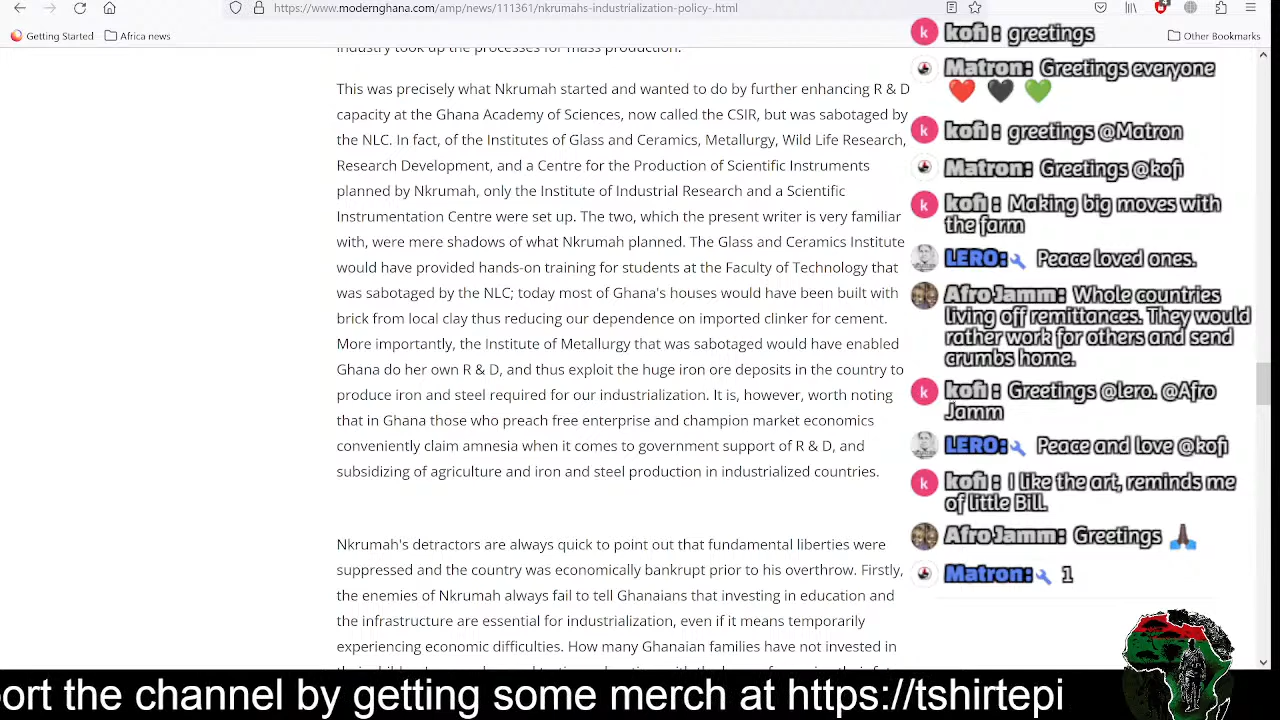 https://www.modernghana.com/amp/news/111361/nkrumahs-industrialization-policy-.html
4
Getting Started
Africa news
Other Bookmarks
industry took up the processes for mass production.
This was precisely what Nkrumah started and wanted to do by further enhancing R & D
capacity at the Ghana Academy of Sciences, now called the CSIR, but was sabotaged by
the NLC. In fact, of the Institutes of Glass and Ceramics, Metallurgy, Wild Life Research,
Research Development, and a Centre for the Production of Scientific Instruments
planned by Nkrumah, only the Institute of Industrial Research and a Scientific
Instrumentation Centre were set up. The two, which the present writer is very familiar
with, were mere shadows of what Nkrumah planned. The Glass and Ceramics Institute
would have provided hands-on training for students at the Faculty of Technology that
was sabotaged by the NLC; today most of Ghana's houses would have been built with
brick from local clay thus reducing our dependence on imported clinker for cement.
More importantly, the Institute of Metallurgy that was sabotaged would have enabled
Ghana do her own R & D, and thus exploit the huge iron ore deposits in the country to
produce iron and steel required for our industrialization. It is, however, worth noting
that in Ghana those who preach free enterprise and champion market economics
conveniently claim amnesia when it comes to government support of R & D, and
subsidizing of agriculture and iron and steel production in industrialized countries.
Nkrumah's detractors are always quick to point out that fundamental liberties were
suppressed and the country was economically bankrupt prior to his overthrow. Firstly,
the enemies of Nkrumah always fail to tell Ghanaians that investing in education and
the infrastructure are essential for industrialization, even if it means temporarily
experiencing economic difficulties. How many Ghanaian families have not invested in
k kofi : greetings
Matron: Greetings everyone
❤️ 🖤 💚
k kofi : greetings @Matron
Matron: Greetings @kofi
k kofi : Making big moves with
the farm
LERO: Peace loved ones.
AfroJamm: Whole countries
living off remittances. They would
rather work for others and send
crumbs home.
k kofi : Greetings @lero. @Afro
Jamm
LERO: Peace and love @kofi
k kofi : I like the art, reminds me
of little Bill.
AfroJamm: Greetings 🙏🏿
Matron: 1
ort the channel by getting some merch at https://tshirtepi